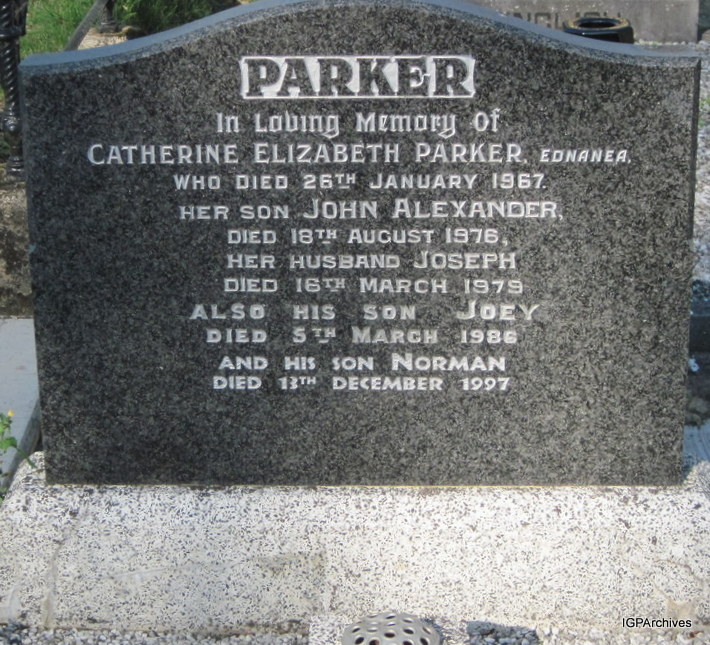 PARKER
In Loving Memory Of
CATHERINE ELIZABETH PARKER, EDNANEA,
WHO DIED 26TH JANUARY 1967.
HER SON JOHN ALEXANDER,
DIED 18TH AUGUST 1976,
HER HUSBAND JOSEPH
DIED 16TH MARCH 1979
ALSO HIS SON JOEY
DIED 5TH MARCH 1986
AND HIS SON NORMAN
DIED 13TH DECEMBER 1997
IGPArchives